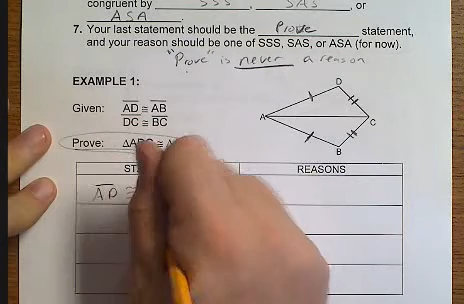 congruent by SSS, SAS, or
ASA.
7. Your last statement should be the Prove statement,
and your reason should be one of SSS, SAS, or ASA (for now).
"Prove" is never a reason
EXAMPLE 1:
D
Given: AD ≅ AB
DC ≅ BC
A
C
B
Prove:
REASONS
AD ≅